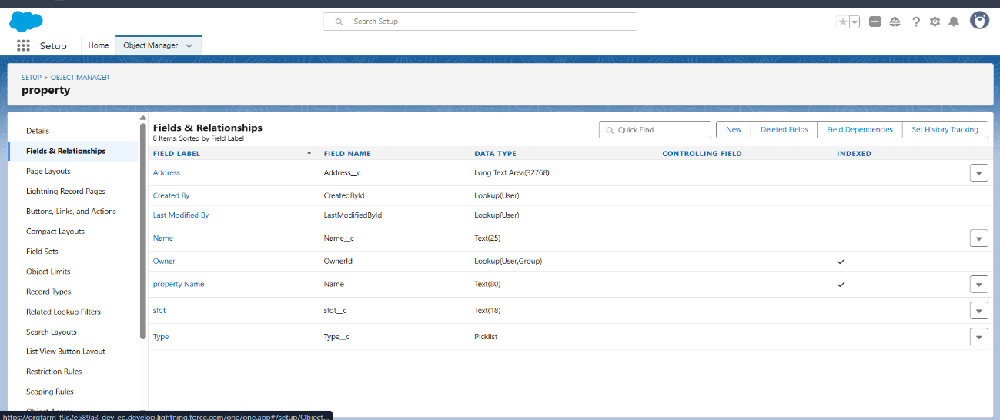 Search Setup
Setup
Home
Object Manager
SETUP > OBJECT MANAGER
property
Details
Fields & Relationships
Page Layouts
Lightning Record Pages
Buttons, Links, and Actions
Compact Layouts
Field Sets
Object Limits
Record Types
Related Lookup Filters
Search Layouts
List View Button Layout
Restriction Rules
Scoping Rules
Fields & Relationships
8 Items, Sorted by Field Label
Quick Find
New
Deleted Fields
Field Dependencies
Set History Tracking
FIELD LABEL FIELD NAME DATA TYPE CONTROLLING FIELD INDEXED
Address Address__c Long Text Area(32768)
Created By CreatedById Lookup(User)
Last Modified By LastModifiedById Lookup(User)
Name Name__c Text(25)
Owner OwnerId Lookup(User,Group)
property Name Name Text(80)
sfqt sfqt__c Text(18)
Type Type__c Picklist
https://orgfarm-f9c2e589a3-dev-ed.develop.lightning.force.com/one/one.app#/setup/Object...